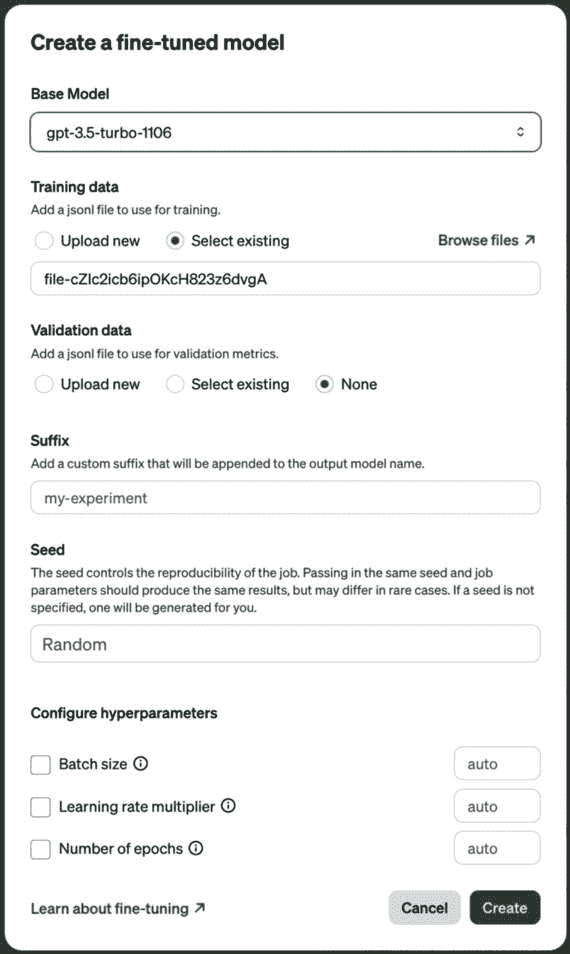 Create a fine-tuned model
Base Model
gpt-3.5-turbo-1106
Training data
Add a jsonl file to use for training.
Upload new Select existing Browse files ↗
file-cZIc2icb6ipOKcH823z6dvgA
Validation data
Add a jsonl file to use for validation metrics.
Upload new Select existing None
Suffix
Add a custom suffix that will be appended to the output model name.
my-experiment
Seed
The seed controls the reproducibility of the job. Passing in the same seed and job
parameters should produce the same results, but may differ in rare cases. If a seed is not
specified, one will be generated for you.
Random
Configure hyperparameters
Batch size auto
Learning rate multiplier auto
Number of epochs auto
Learn about fine-tuning ↗ Cancel Create